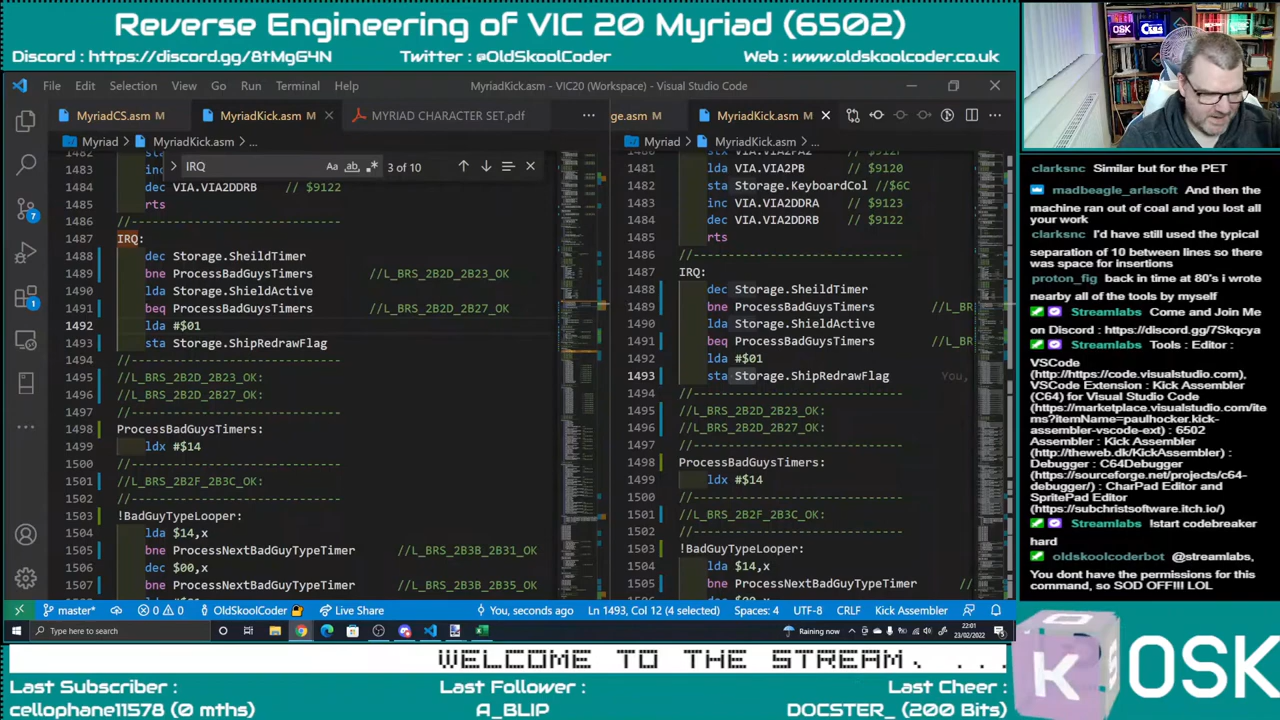 Reverse Engineering of VIC 20 Myriad (6502)
Discord : https://discord.gg/8tMgG4N
Twitter : @OldSkoolCoder
Web : www.oldskoolcoder.co.uk
File Edit Selection View Go Run Terminal Help
MyriadKick.asm - VIC20 (Workspace) - Visual Studio Code
MyriadCS.asm M
MyriadKick.asm M
MYRIAD CHARACTER SET.pdf
ge.asm M
MyriadKick.asm M
Myriad > MyriadKick.asm > ...
IRQ
3 of 10
1482 sta
1483 inc
1484 dec VIA.VIA2DDRB // $9122
1485 rts
1486 //----------------------------------
1487 IRQ:
1488 dec Storage.SheildTimer
1489 bne ProcessBadGuysTimers //L_BRS_2B2D_2B23_OK
1490 lda Storage.ShieldActive
1491 beq ProcessBadGuysTimers //L_BRS_2B2D_2B27_OK
1492 lda #$01
1493 sta Storage.ShipRedrawFlag
1494 //----------------------------------
1495 //L_BRS_2B2D_2B23_OK:
1496 //L_BRS_2B2D_2B27_OK:
1497 //----------------------------------
1498 ProcessBadGuysTimers:
1499 ldx #$14
1500 //----------------------------------
1501 //L_BRS_2B2F_2B3C_OK:
1502 //----------------------------------
1503 !BadGuyTypeLooper:
1504 lda $14,x
1505 bne ProcessNextBadGuyTypeTimer //L_BRS_2B3B_2B31_OK
1506 dec $00,x
1507 bne ProcessNextBadGuyTypeTimer //L_BRS_2B3B_2B35_OK
Myriad > MyriadKick.asm > ...
1481 lda VIA.VIA2PB // $9120
1482 sta Storage.KeyboardCol //$6C
1483 inc VIA.VIA2DDRA // $9123
1484 dec VIA.VIA2DDRB // $9122
1485 rts
1486 //----------------------------------
1487 IRQ:
1488 dec Storage.SheildTimer
1489 bne ProcessBadGuysTimers //L_BR
1490 lda Storage.ShieldActive
1491 beq ProcessBadGuysTimers //L_BR
1492 lda #$01
1493 sta Storage.ShipRedrawFlag You,
1494 //----------------------------------
1495 //L_BRS_2B2D_2B23_OK:
1496 //L_BRS_2B2D_2B27_OK:
1497 //----------------------------------
1498 ProcessBadGuysTimers:
1499 ldx #$14
1500 //----------------------------------
1501 //L_BRS_2B2F_2B3C_OK:
1502 //----------------------------------
1503 !BadGuyTypeLooper:
1504 lda $14,x
1505 bne ProcessNextBadGuyTypeTimer
master* 0 0 OldSkoolCoder Live Share You, seconds ago Ln 1493, Col 12 (4 selected) Spaces: 4 UTF-8 CRLF Kick Assembler
Type here to search
Raining now
22:01
23/02/2022
clarksnc Similar but for the PET
madbeagle_arlasoft And then the
machine ran out of coal and you lost all
your work
clarksnc I'd have still used the typical
separation of 10 between lines so there
was space for insertions
proton_fig back in time at 80's i wrote
nearby all of the tools by myself
Streamlabs Come and Join Me
on Discord : https://discord.gg/7Skqcya
Streamlabs Tools : Editor :
VSCode
(http://https://code.visualstudio.com),
VSCode Extension : Kick Assembler
(C64) for Visual Studio Code
(https://marketplace.visualstudio.com/ite
ms?itemName=paulhocker.kick-
assembler-vscode-ext) : 6502
Assembler : Kick Assembler
(http://theweb.dk/KickAssembler) :
Debugger : C64Debugger
(https://sourceforge.net/projects/c64-
debugger/) : CharPad Editor and
SpritePad Editor
(https://subchristsoftware.itch.io/)
Streamlabs !start codebreaker
hard
oldskoolcoderbot @streamlabs,
You dont have the permissions for this
command, so SOD OFF!!! LOL
WELCOME TO THE STREAM. ...
Last Subscriber :
cellophane11578 (0 mths)
Last Follower :
A_BLIP
Last Cheer :
DOCSTER_ (200 Bits)
K OSK